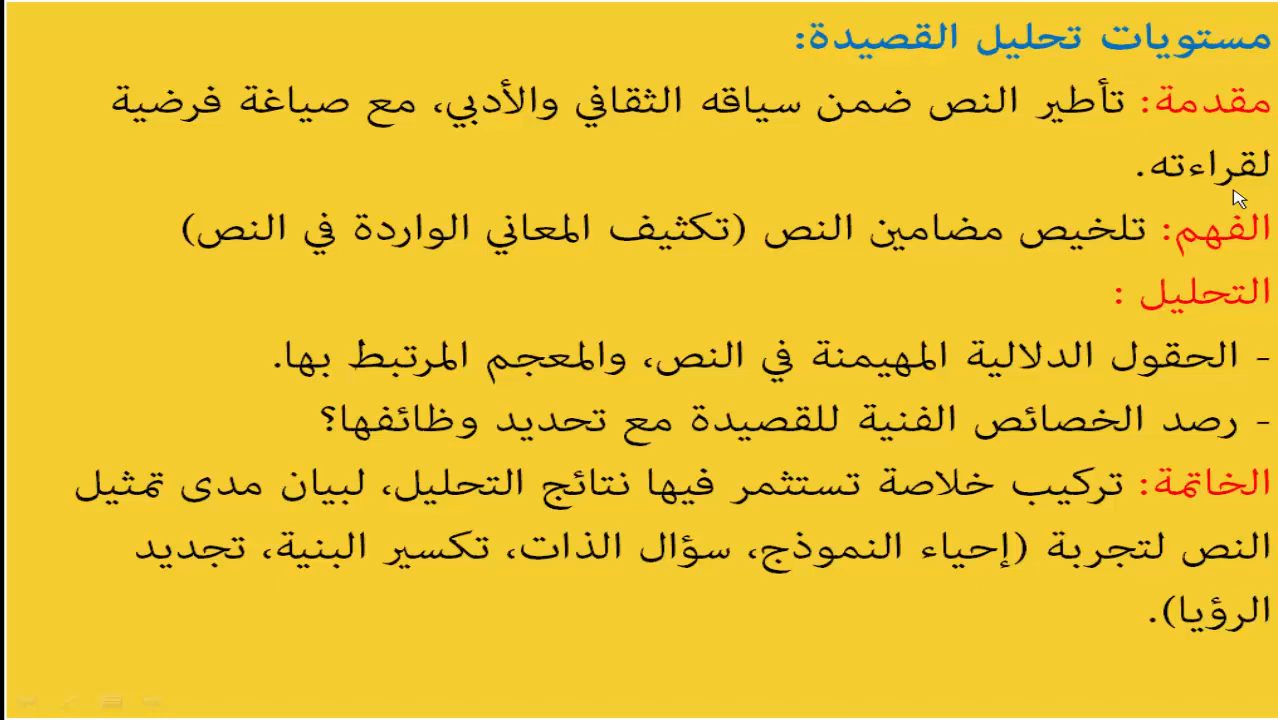 مستويات تحليل القصيدة:
مقدمة: تأطير النص ضمن سياقه الثقافي والأدبي، مع صياغة فرضية
لقراءته.
الفهم: تلخيص مضامين النص (تكثيف المعاني الواردة في النص)
التحليل :
- الحقول الدلالية المهيمنة في النص، والمعجم المرتبط بها.
- رصد الخصائص الفنية للقصيدة مع تحديد وظائفها؟
الخاتمة: تركيب خلاصة تستثمر فيها نتائج التحليل، لبيان مدى تمثيل
النص لتجربة (إحياء النموذج، سؤال الذات، تكسير البنية، تجديد
الرؤيا).